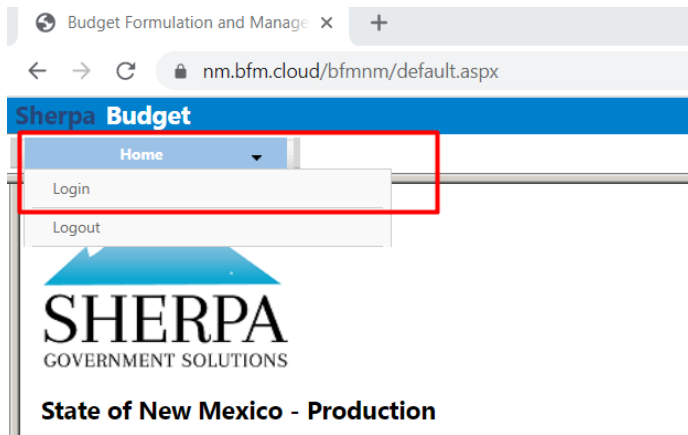 Budget Formulation and Manage
nm.bfm.cloud/bfmnm/default.aspx
Sherpa Budget
Home
Login
Logout
SHERPA
GOVERNMENT SOLUTIONS
State of New Mexico - Production